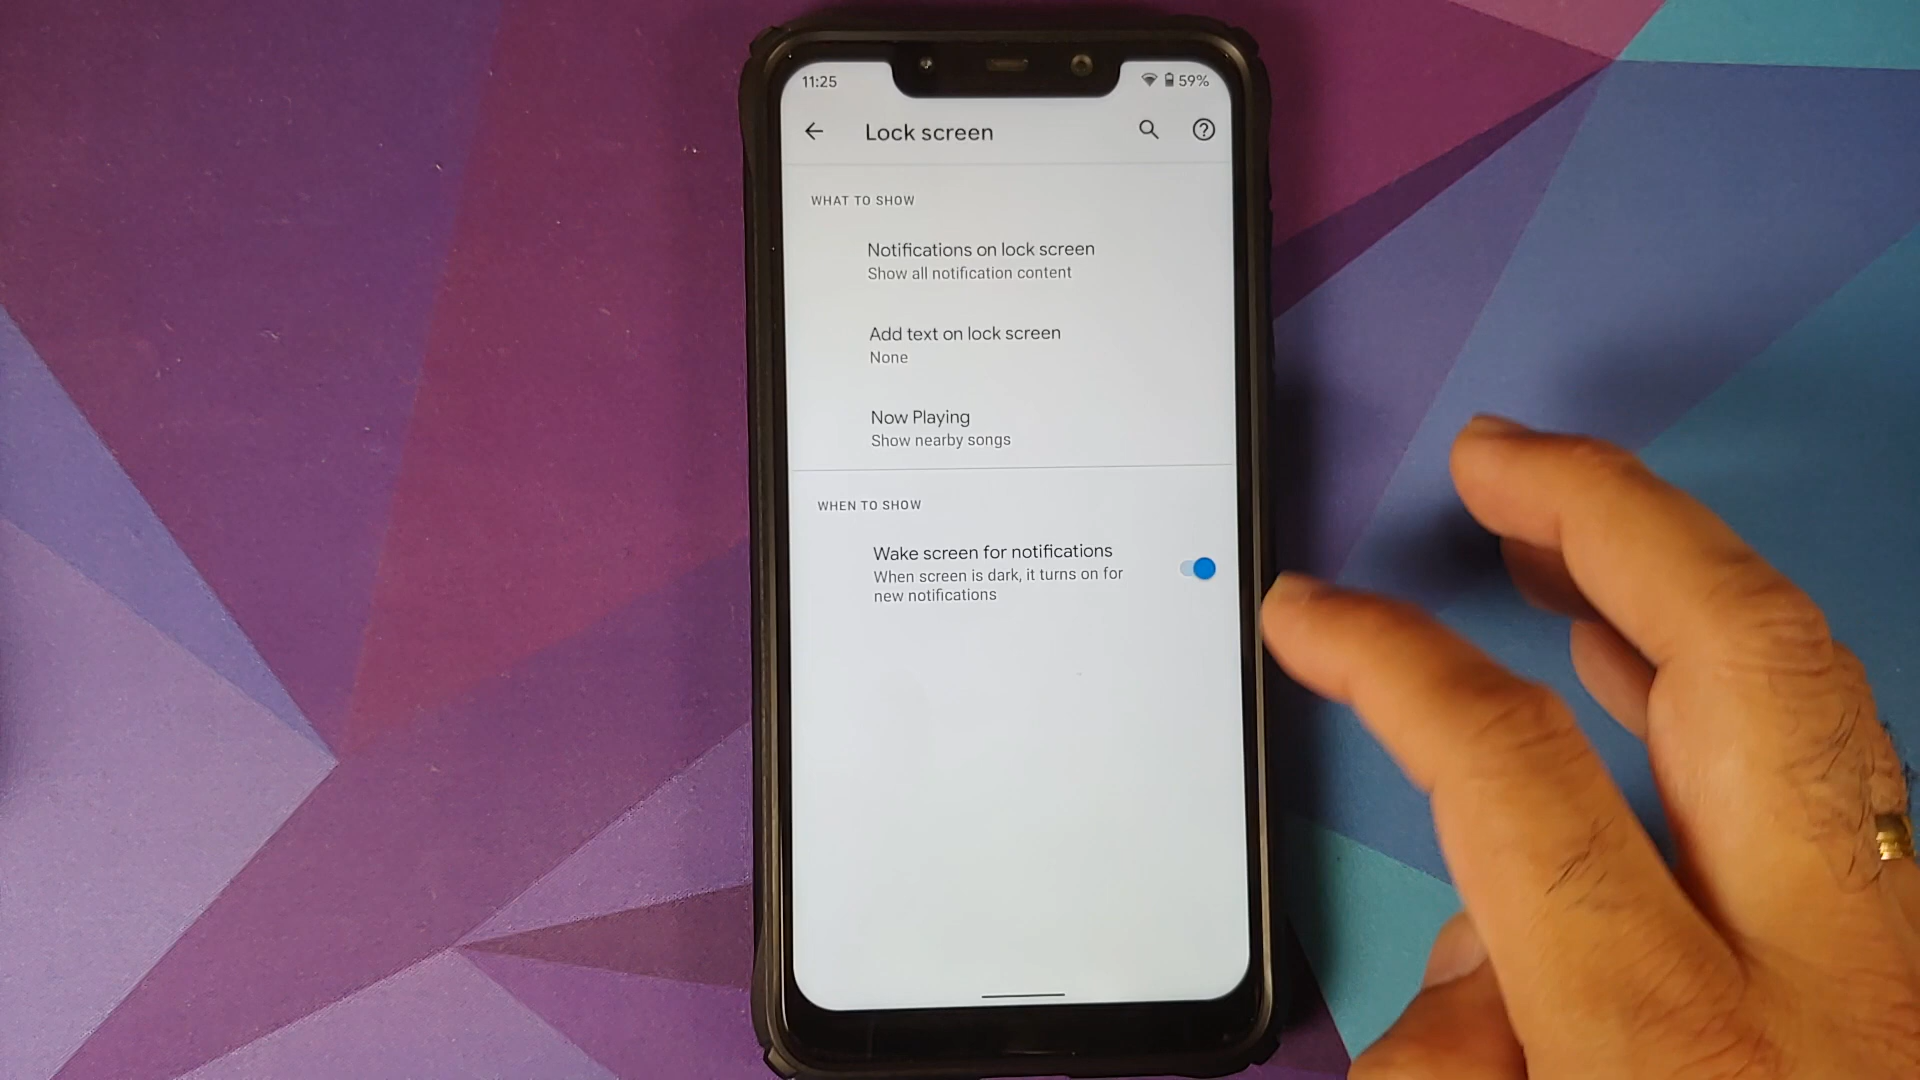 11:25
59%
Lock screen
WHAT TO SHOW
Notifications on lock screen
Show all notification content
Add text on lock screen
None
Now Playing
Show nearby songs
WHEN TO SHOW
Wake screen for notifications
When screen is dark, it turns on for
new notifications